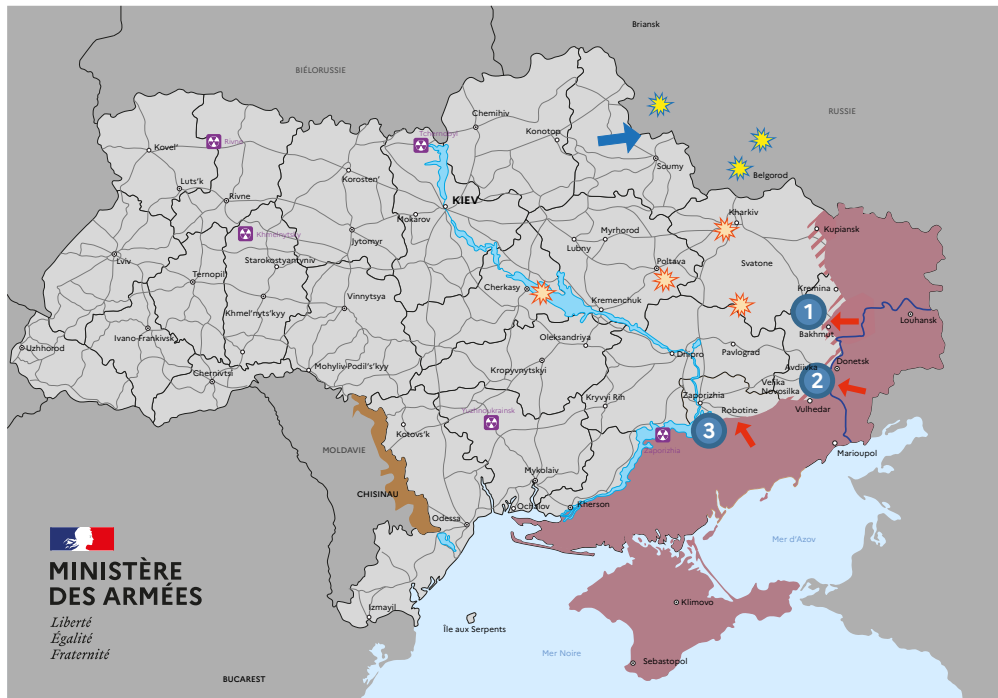 Briansk
BIÉLORUSSIE
RUSSIE
Chernihiv
Konotop
Tchernobyl
Rivne
Kovel'
Soumy
Belgorod
Luts'k
Korosten'
Rivne
KIEV
Makarov
Kharkiv
Kupiansk
Khmelnytskyi
Jytomyr
Myrhorod
Lubny
Lviv
Starokostyantyniv
Poltava
Svatone
Ternopil
Cherkasy
Kremina
Vinnytsya
Kremenchuk
1
Khmel'nyts'kyy
Louhansk
Bakhmut
Ivano-Frankivsk
Oleksandriya
Uzhhorod
Dnipro
Pavlograd
Donetsk
Mohyliv-Podil's'kyy
Kropyvnytskyi
Avdiivka
Chernivtsi
2
Velika
Novosilka
Zaporizhia
Kryvyi Rih
Robotine
Vulhedar
Yuzhnoukrainsk
3
Kotovs'k
MOLDAVIE
Zaporizhia
Marioupol
Mykolaiv
CHISINAU
Kherson
Ochakov
Odessa
Mer d'Azov
MINISTÈRE
DES ARMÉES
Liberté
Égalité
Fraternité
Izmayil
Klimovo
Île aux Serpents
Mer Noire
Sebastopol
BUCAREST